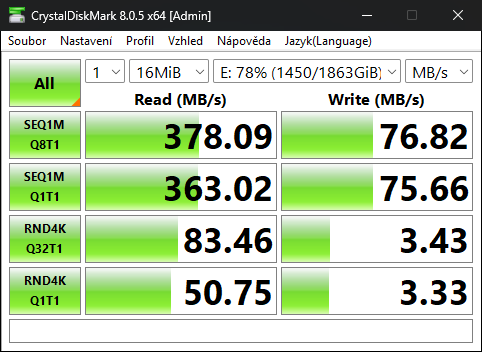 CrystalDiskMark 8.0.5 x64 [Admin]
Soubor Nastavení Profil Vzhled Nápověda Jazyk(Language)
All 1 16MiB E: 78% (1450/1863GiB) MB/s
Read (MB/s) Write (MB/s)
SEQ1M
Q8T1 378.09 76.82
SEQ1M
Q1T1 363.02 75.66
RND4K
Q32T1 83.46 3.43
RND4K
Q1T1 50.75 3.33